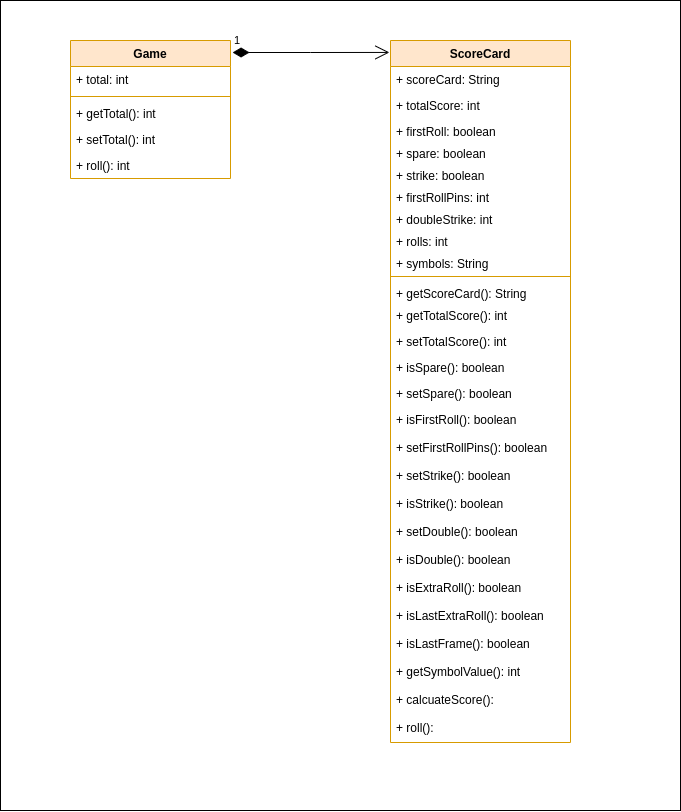 Game
+ total: int
+ getTotal(): int
+ setTotal(): int
+ roll(): int
1
ScoreCard
+ scoreCard: String
+ totalScore: int
+ firstRoll: boolean
+ spare: boolean
+ strike: boolean
+ firstRollPins: int
+ doubleStrike: int
+ rolls: int
+ symbols: String
+ getScoreCard(): String
+ getTotalScore(): int
+ setTotalScore(): int
+ isSpare(): boolean
+ setSpare(): boolean
+ isFirstRoll(): boolean
+ setFirstRollPins(): boolean
+ setStrike(): boolean
+ isStrike(): boolean
+ setDouble(): boolean
+ isDouble(): boolean
+ isExtraRoll(): boolean
+ isLastExtraRoll(): boolean
+ isLastFrame(): boolean
+ getSymbolValue(): int
+ calcuateScore():
+ roll():